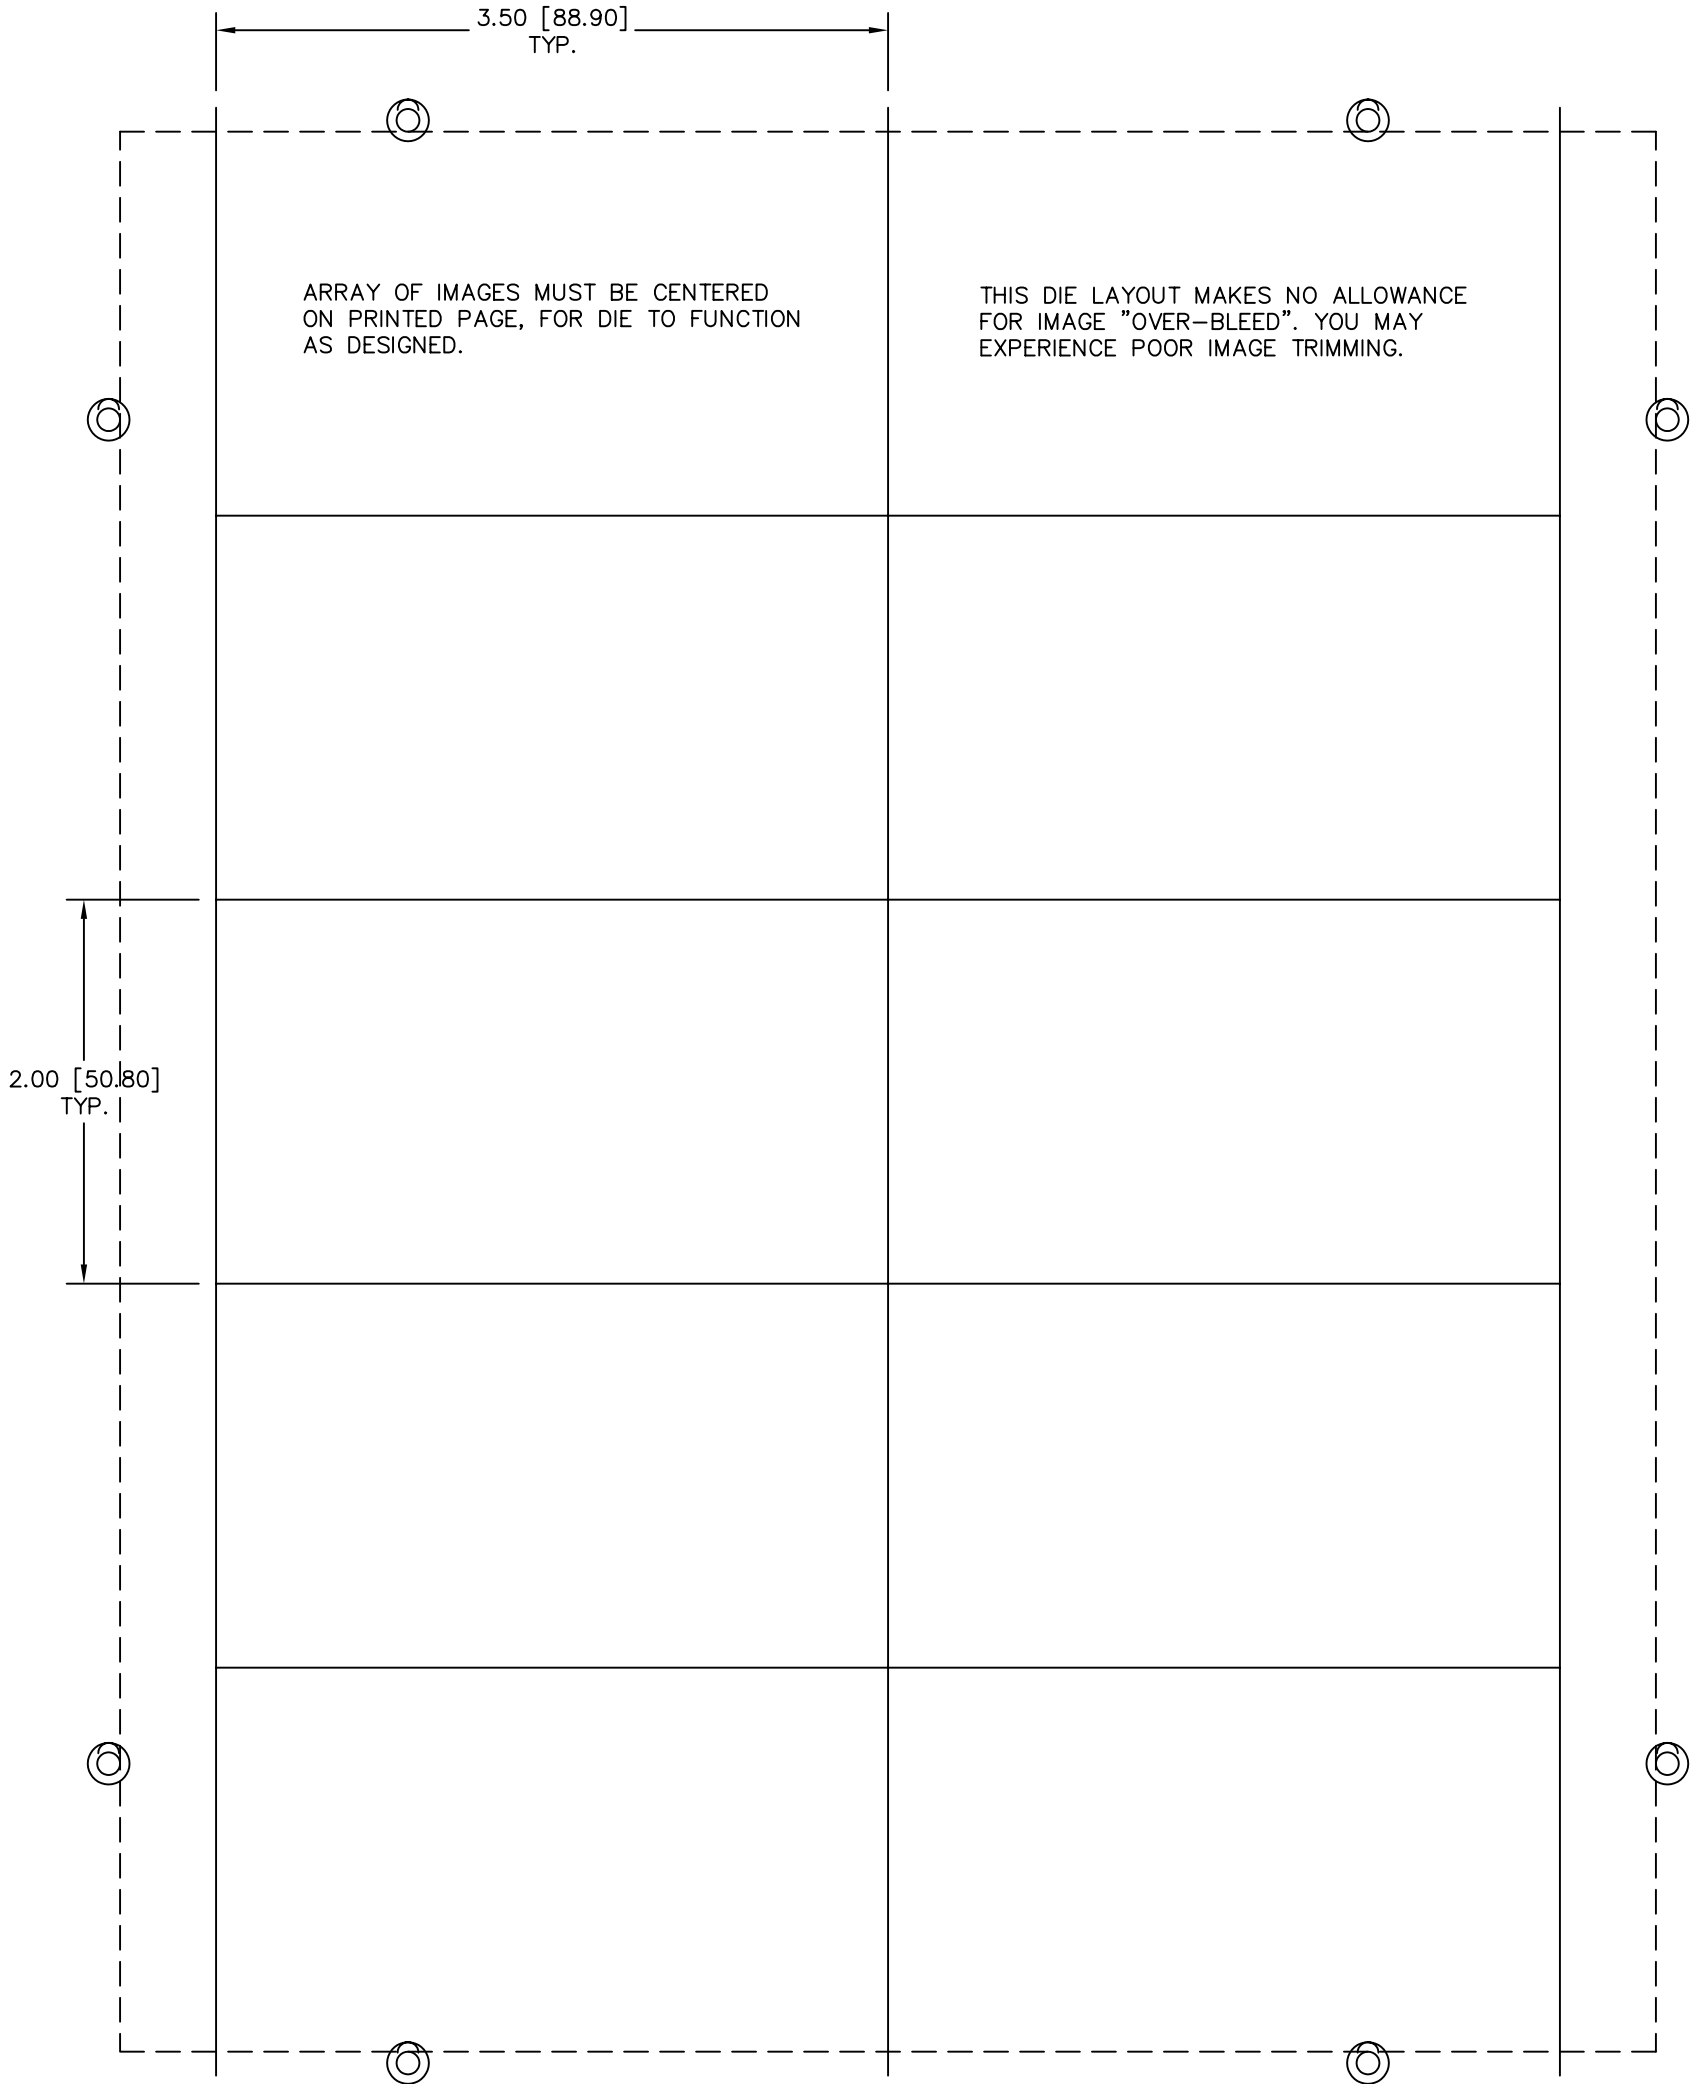 3.50 [88.90]
TYP.
ARRAY OF IMAGES MUST BE CENTERED
ON PRINTED PAGE, FOR DIE TO FUNCTION
AS DESIGNED.
THIS DIE LAYOUT MAKES NO ALLOWANCE
FOR IMAGE "OVER-BLEED". YOU MAY
EXPERIENCE POOR IMAGE TRIMMING.
2.00 [50.80]
TYP.